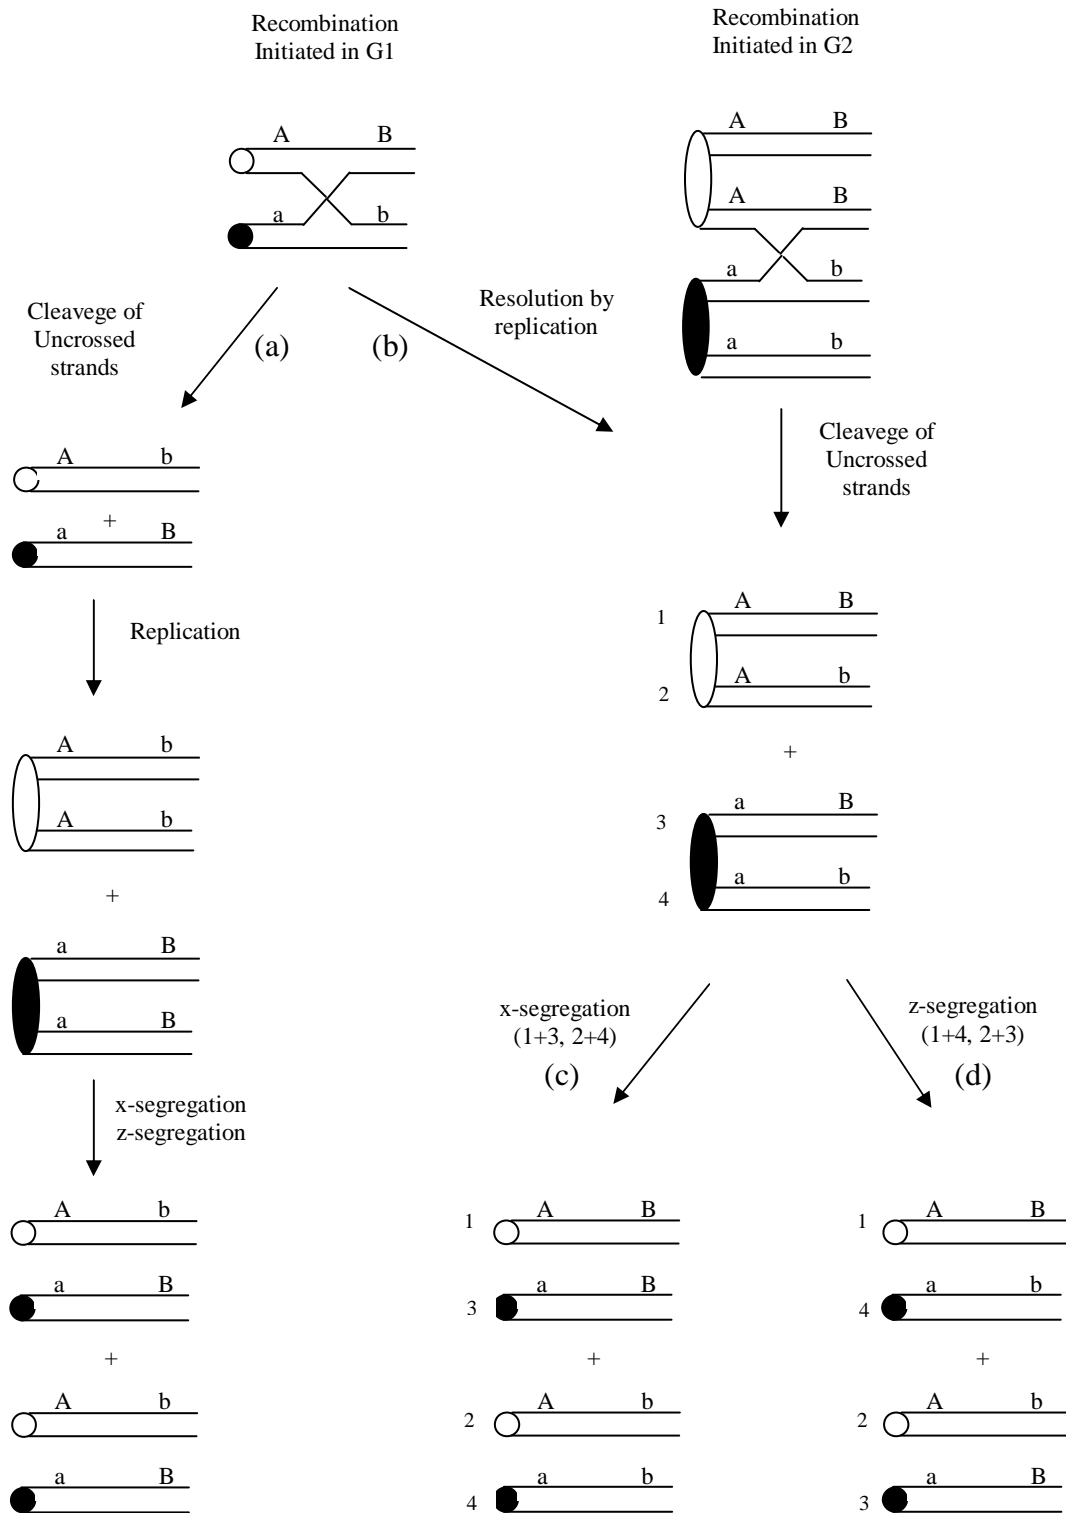 Recombination
Initiated in G1
Recombination
Initiated in G2
A B
a b
A B
A B
a b
a b
Cleavege of
Uncrossed
strands
(a)
(b)
Resolution by
replication
Cleavege of
Uncrossed
strands
A b
+
a B
Replication
1 A B
2 A b
+
3 a B
4 a b
A b
A b
+
a B
a B
x-segregation
z-segregation
x-segregation
(1+3, 2+4)
(c)
z-segregation
(1+4, 2+3)
(d)
A b
a B
+
A b
a B
1 A B
3 a B
+
2 A b
4 a b
1 A B
4 a b
+
2 A b
3 a B